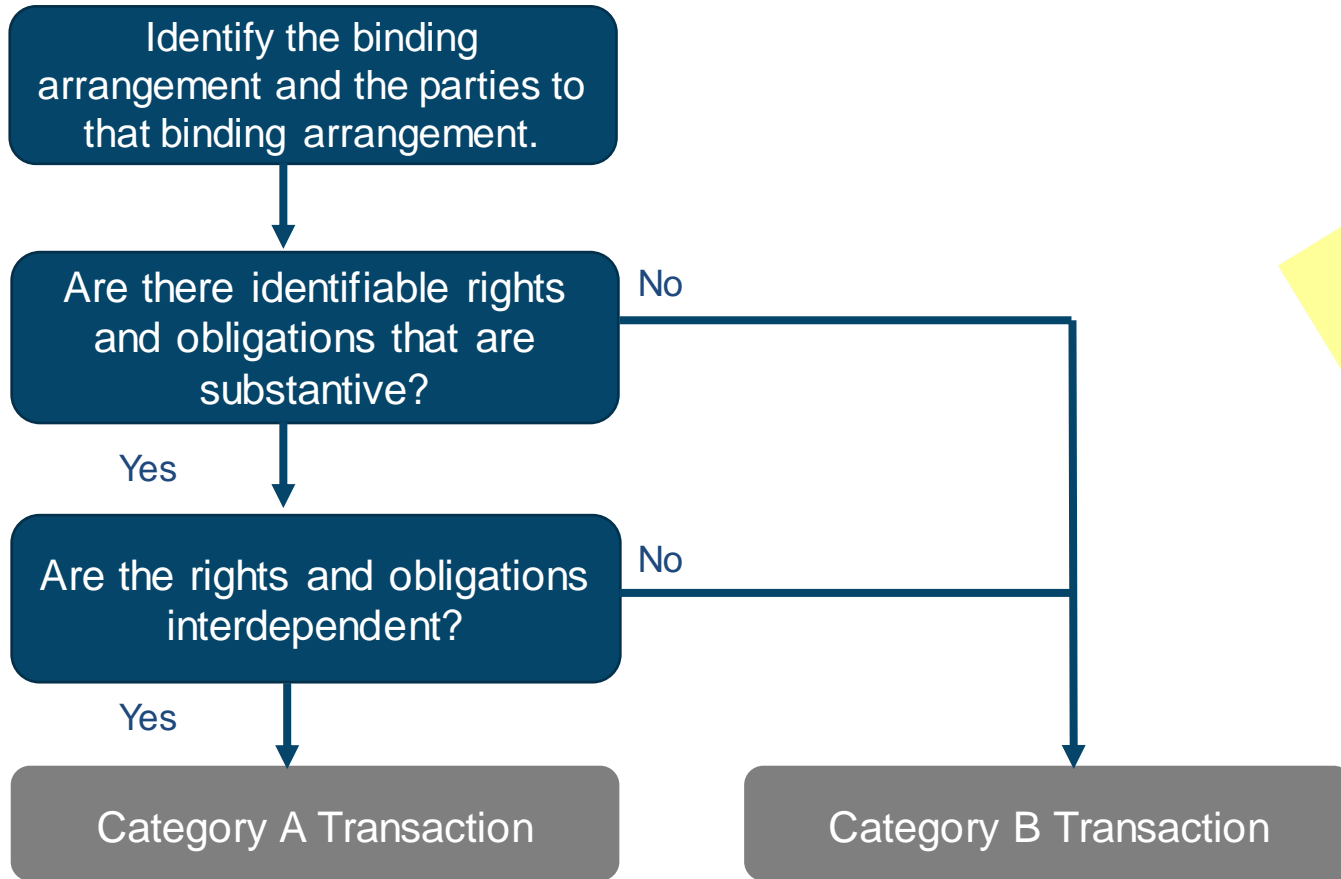 Identify the binding
arrangement and the parties to
that binding arrangement.
Are there identifiable rights
and obligations that are
substantive?
No
Yes
Are the rights and obligations
interdependent?
No
Yes
Category A Transaction
Category B Transaction